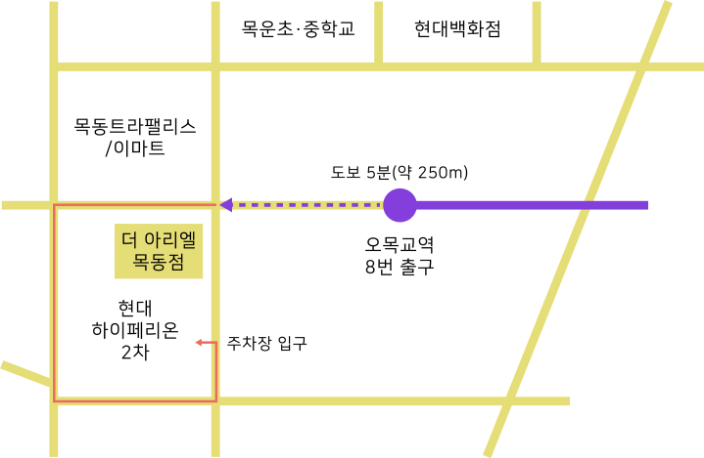 목운초·중학교
현대백화점
목동트라팰리스
/이마트
도보 5분(약 250m)
더 아리엘
목동점
오목교역
8번 출구
현대
하이페리온
2차
주차장 입구